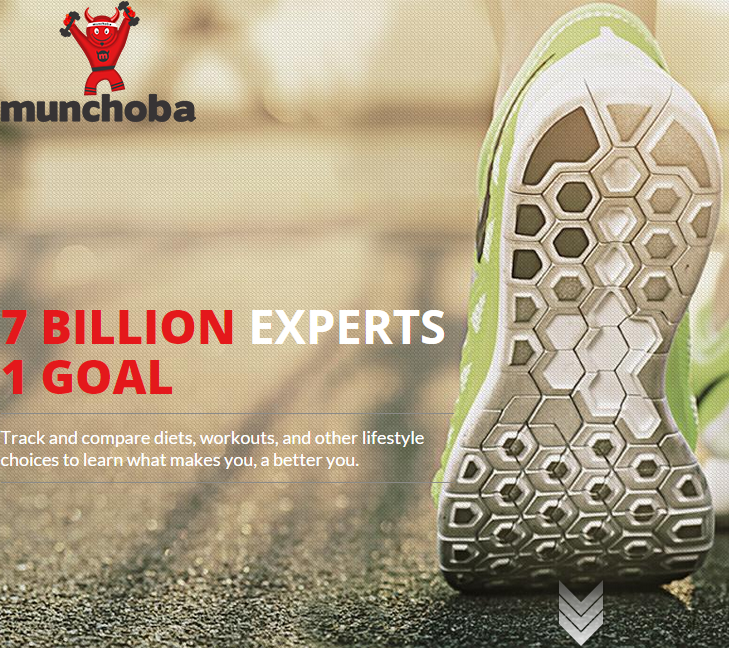 munchoba
7 BILLION EXPERTS
1 GOAL
Track and compare diets, workouts, and other lifestyle
choices to learn what makes you, a better you.